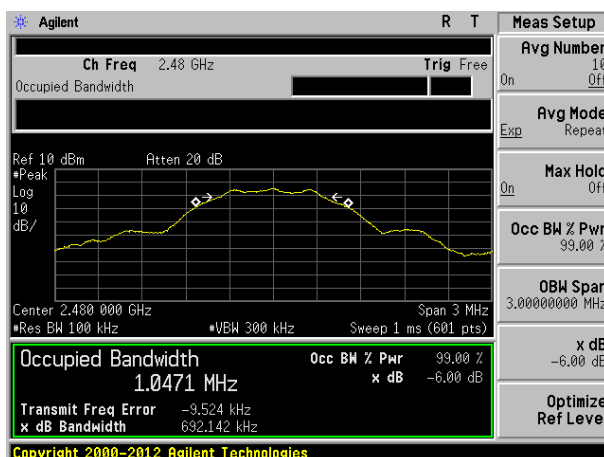 Agilent R T Meas Setup
Ch Freq 2.48 GHz Trig Free
Occupied Bandwidth
Avg Number
10
On Off
Avg Mode
Exp Repeat
Max Hold
On Off
Occ BW % Pwr
99.00 %
OBW Span
3.00000000 MHz
x dB
-6.00 dB
Optimize
Ref Level
Ref 10 dBm Atten 20 dB
#Peak
Log
10
dB/
Center 2.480 000 GHz Span 3 MHz
#Res BW 100 kHz #VBW 300 kHz Sweep 1 ms (601 pts)
Occupied Bandwidth Occ BW % Pwr 99.00 %
1.0471 MHz x dB -6.00 dB
Transmit Freq Error -9.524 kHz
x dB Bandwidth 692.142 kHz
Copyright 2000-2012 Agilent Technologies